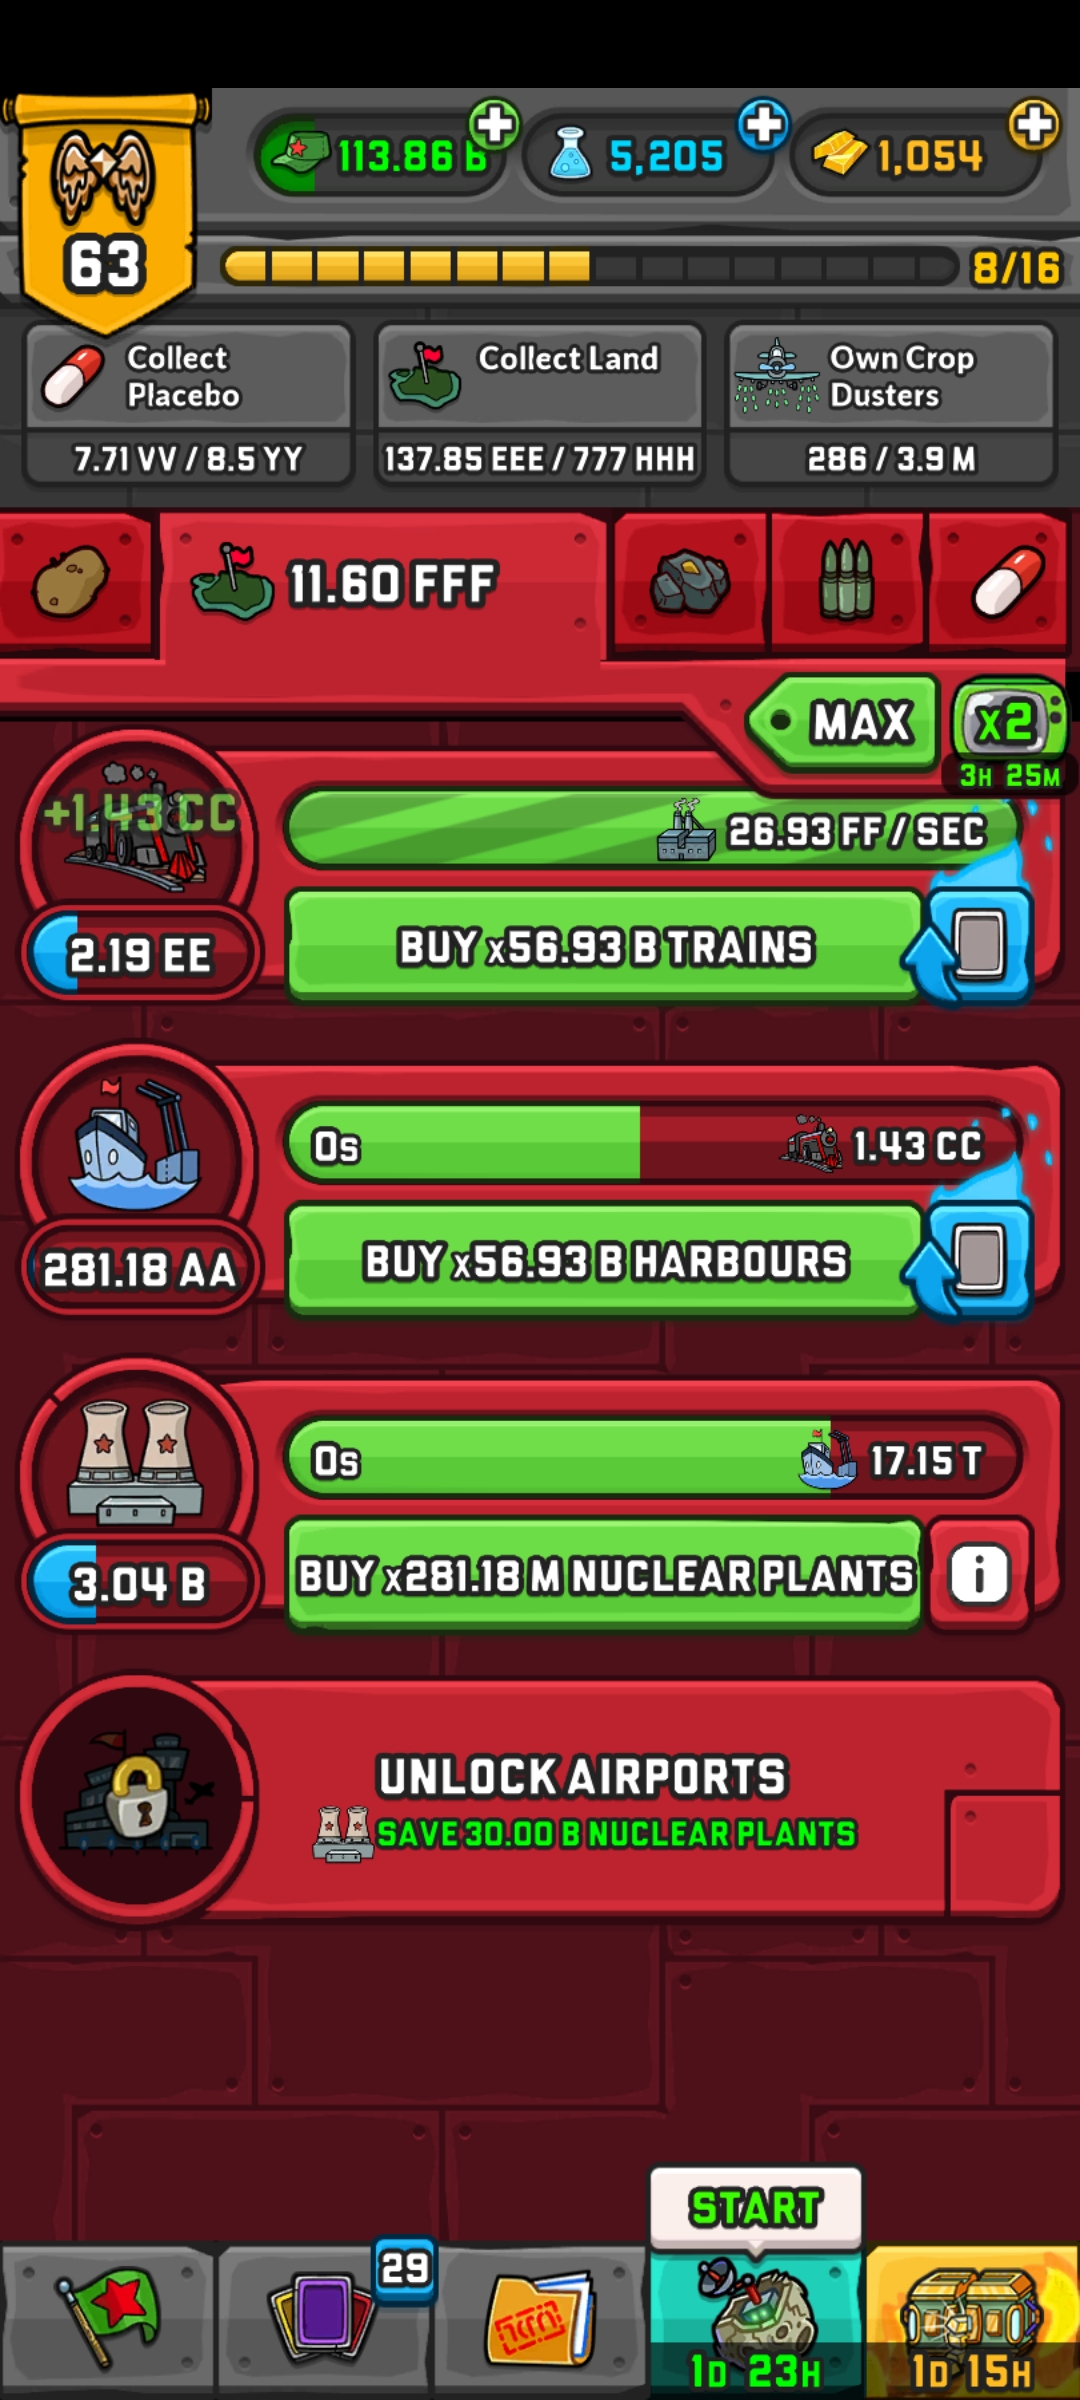 113.86 B
5,205
1,054
63
8/16
Collect
Placebo
7.71 VV / 8.5 YY
Collect Land
137.85 EEE / 777 HHH
Own Crop
Dusters
286 / 3.9 M
11.60 FFF
MAX
x2
3H 25M
+1.43 CC
26.93 FF / SEC
2.19 EE
BUY x56.93 B TRAINS
0s
1.43 CC
281.18 AA
BUY x56.93 B HARBOURS
0s
17.15 T
3.04 B
BUY x281.18 M NUCLEAR PLANTS
i
UNLOCK AIRPORTS
SAVE 30.00 B NUCLEAR PLANTS
START
29
1D 23H
1D 15H